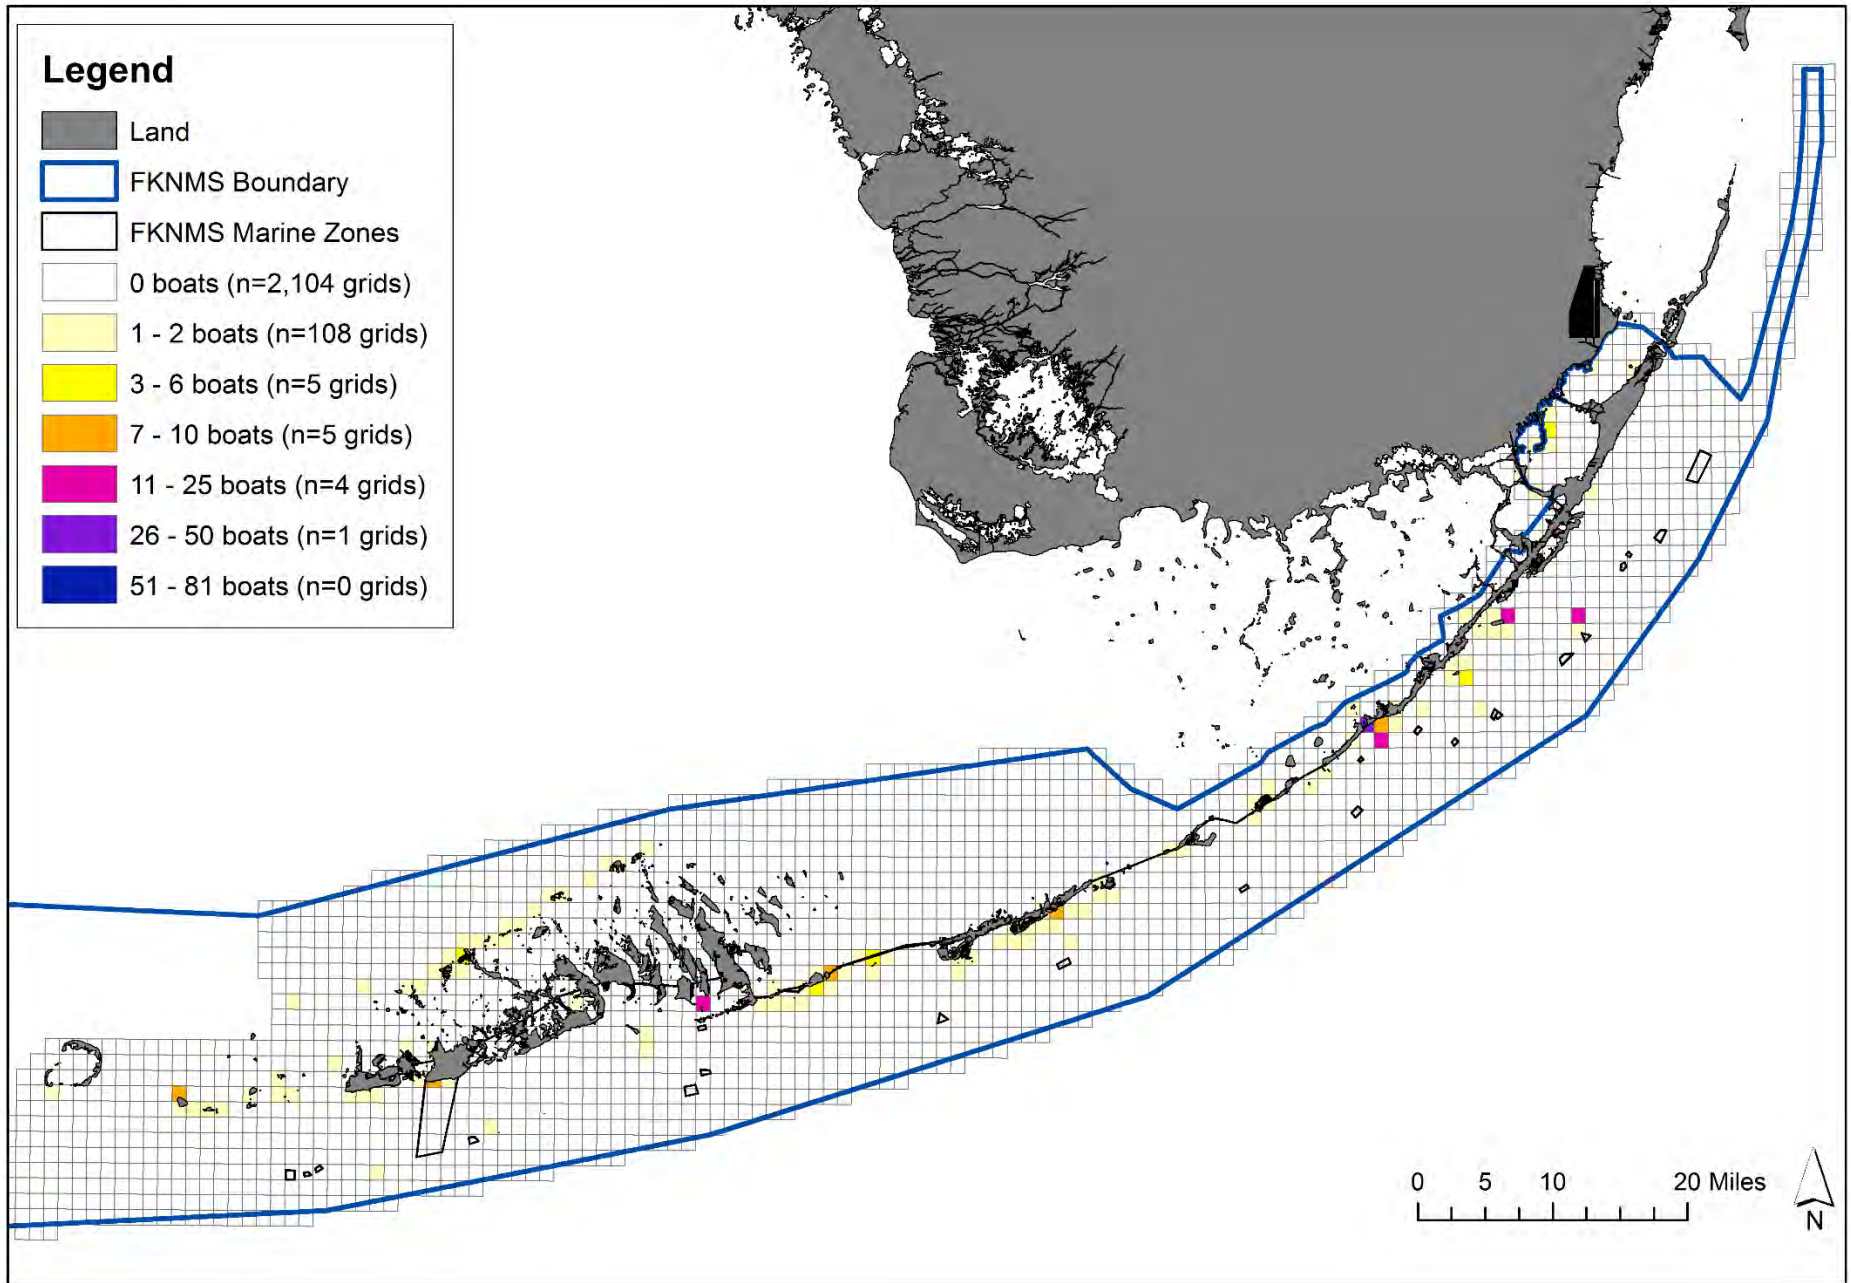 Legend
Land
FKNMS Boundary
FKNMS Marine Zones
0 boats (n=2,104 grids)
1 - 2 boats (n=108 grids)
3 - 6 boats (n=5 grids)
7 - 10 boats (n=5 grids)
11 - 25 boats (n=4 grids)
26 - 50 boats (n=1 grids)
51 - 81 boats (n=0 grids)
0 5 10 20 Miles
N